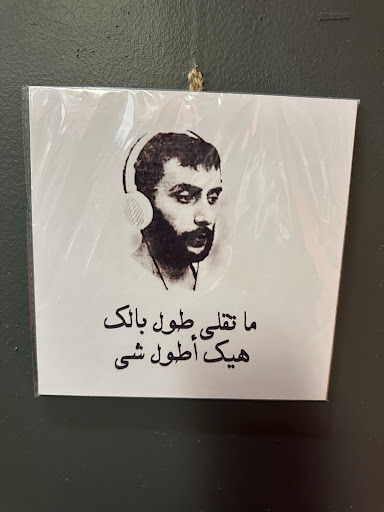 ما تقلي طول بالك
هيك أطول شي